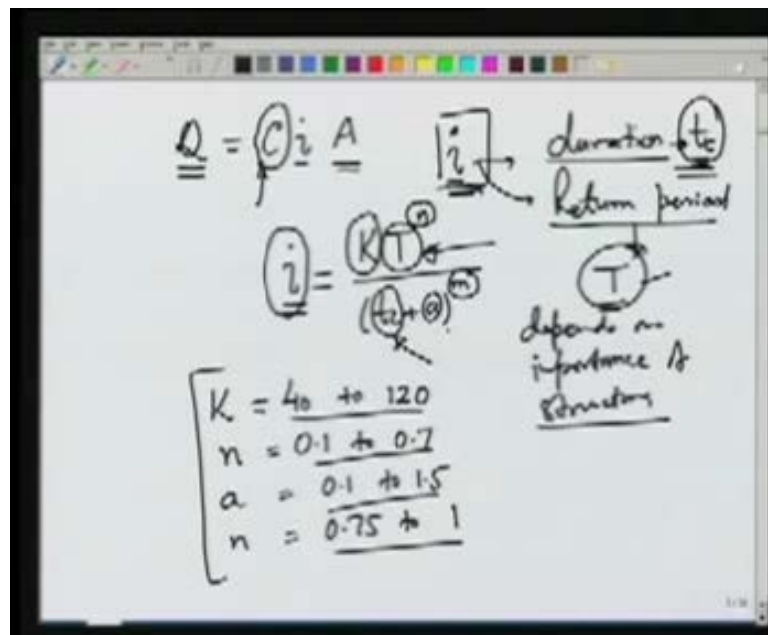 Q = C i A
i → duration → tc
Return period
T
depends on
importance of
structure
i = K T^n / (tc + a)^m
K = 40 to 120
n = 0.1 to 0.7
a = 0.1 to 1.5
n = 0.75 to 1